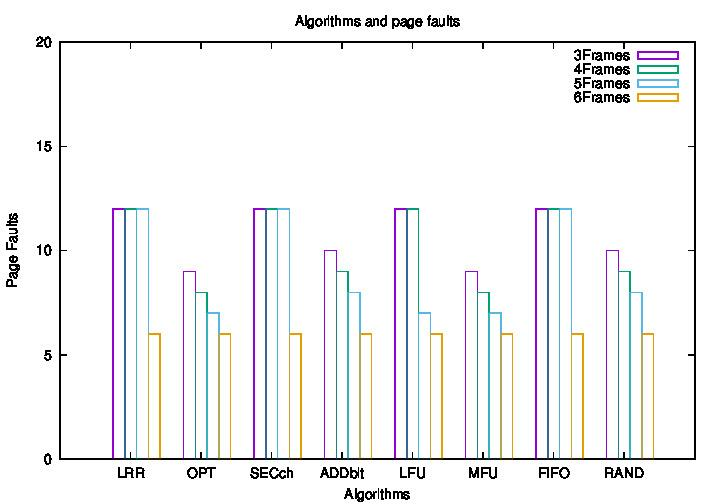 Algorithms and page faults
20
15
10
5
0
Page Faults
3Frames
4Frames
5Frames
6Frames
LRR OPT SECch ADDbit LFU MFU FIFO RAND
Algorithms